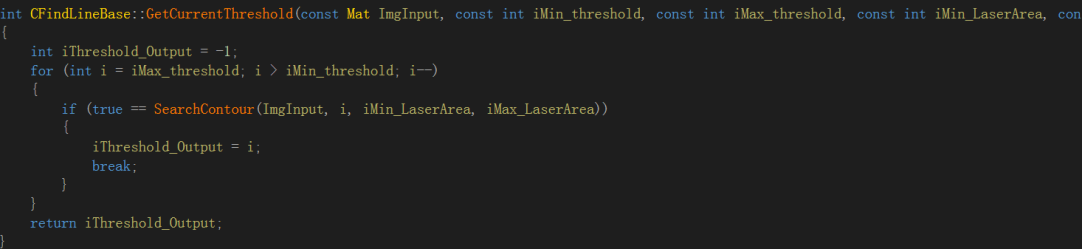 int CFindLineBase::GetCurrentThreshold(const Mat ImgInput, const int iMin_threshold, const int iMax_threshold, const int iMin_LaserArea, co
{
    int iThreshold_Output = -1;
    for (int i = iMax_threshold; i > iMin_threshold; i--)
    {
        if (true == SearchContour(ImgInput, i, iMin_LaserArea, iMax_LaserArea))
        {
            iThreshold_Output = i;
            break;
        }
    }
    return iThreshold_Output;
}